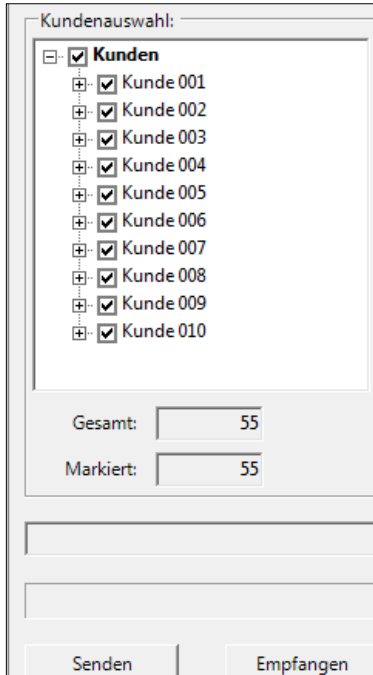 Kundenauswahl:
Kunden
Kunde 001
Kunde 002
Kunde 003
Kunde 004
Kunde 005
Kunde 006
Kunde 007
Kunde 008
Kunde 009
Kunde 010
Gesamt: 55
Markiert: 55
Senden Empfangen